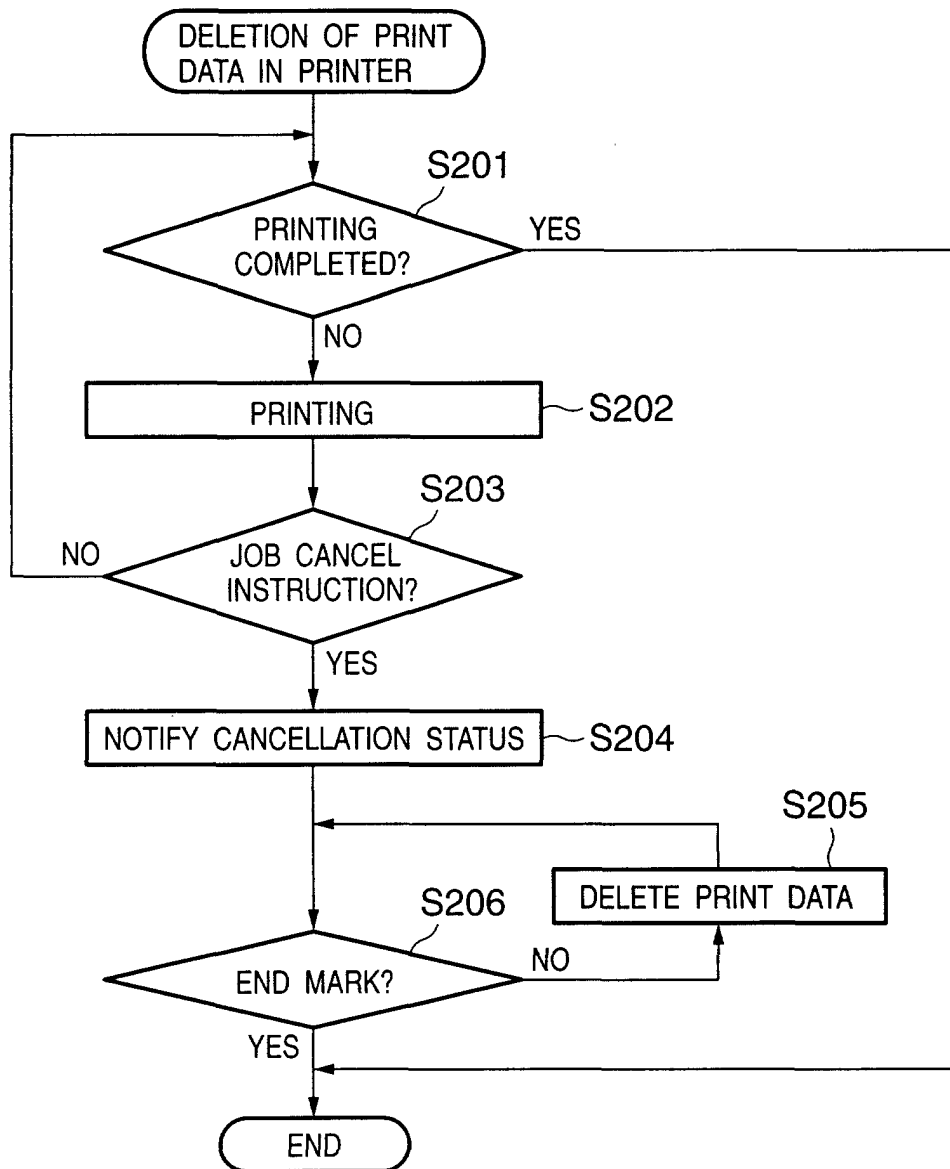 DELETION OF PRINT
DATA IN PRINTER
S201
PRINTING
COMPLETED?
YES
NO
PRINTING
S202
S203
JOB CANCEL
INSTRUCTION?
NO
YES
NOTIFY CANCELLATION STATUS
S204
S205
DELETE PRINT DATA
S206
END MARK?
NO
YES
END